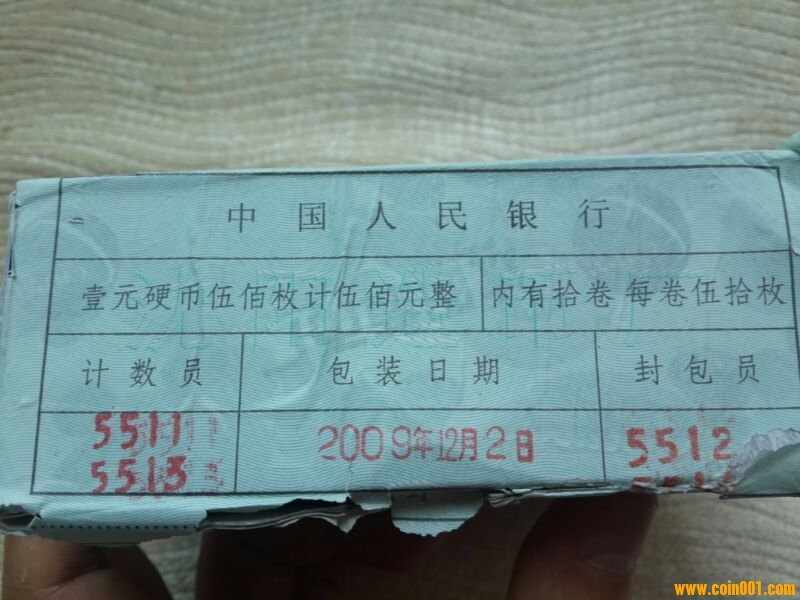 中国人民银行
壹元硬币伍佰枚计伍佰元整 内有拾卷 每卷伍拾枚
计数员 包装日期 封包员
5511 2009年12月2日 5512
5513
www.coin001.com